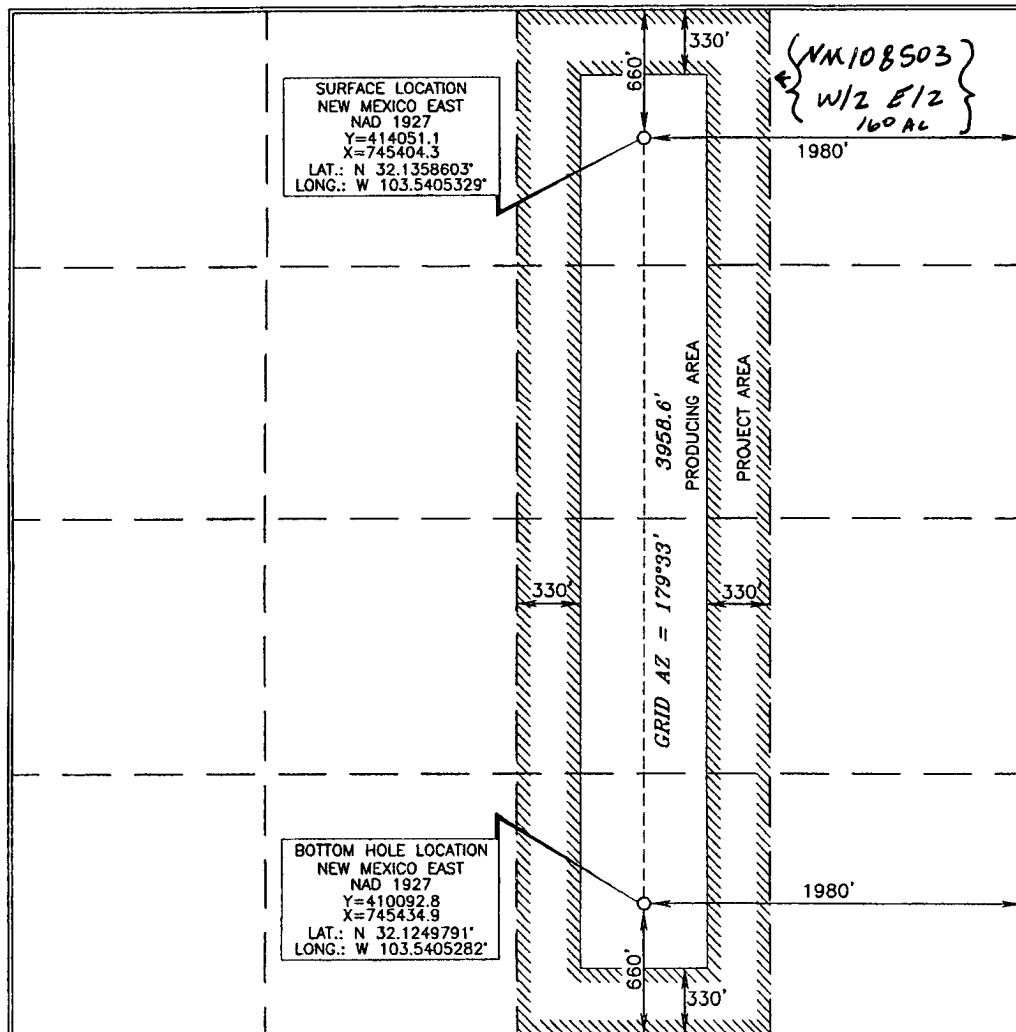 330'
660'
{NM108503}
W/2 E/2
160 AC
1980'
SURFACE LOCATION
NEW MEXICO EAST
NAD 1927
Y=414051.1
X=745404.3
LAT.: N 32.1358603°
LONG.: W 103.5405329°
3958.6'
PRODUCING AREA
PROJECT AREA
GRID AZ = 179°33'
330'
330'
BOTTOM HOLE LOCATION
NEW MEXICO EAST
NAD 1927
Y=410092.8
X=745434.9
LAT.: N 32.1249791°
LONG.: W 103.5405282°
1980'
660'
330'